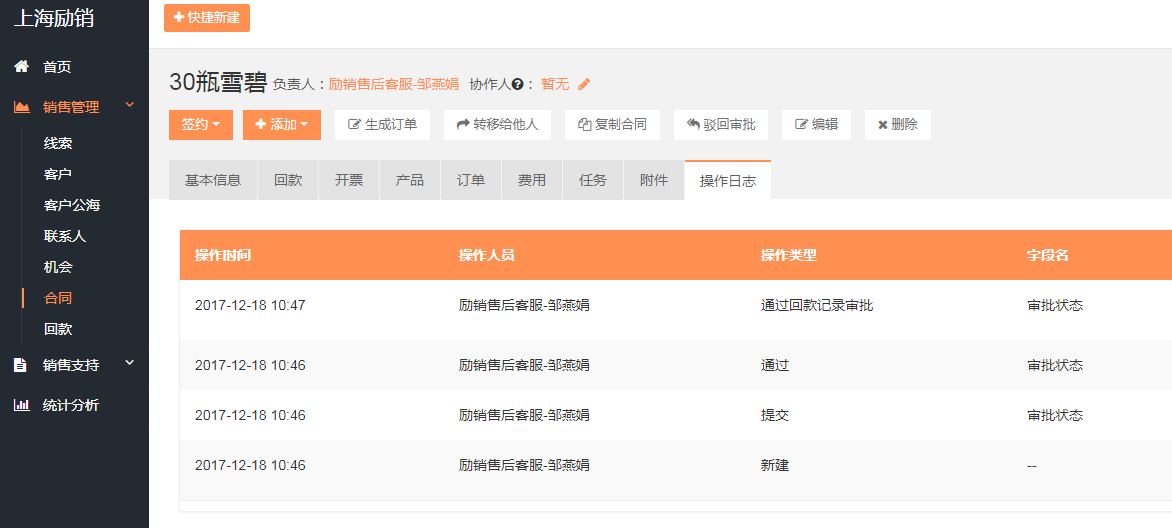 上海励销
快捷新建
首页
销售管理
线索
客户
客户公海
联系人
机会
合同
回款
销售支持
统计分析
30瓶雪碧 负责人：励销售后客服-邹燕娟 协作人?： 暂无
签约 添加 生成订单 转移给他人 复制合同 驳回审批 编辑 删除
基本信息 回款 开票 产品 订单 费用 任务 附件 操作日志
操作时间 操作人员 操作类型 字段名
2017-12-18 10:47 励销售后客服-邹燕娟 通过回款记录审批 审批状态
2017-12-18 10:46 励销售后客服-邹燕娟 通过 审批状态
2017-12-18 10:46 励销售后客服-邹燕娟 提交 审批状态
2017-12-18 10:46 励销售后客服-邹燕娟 新建 --